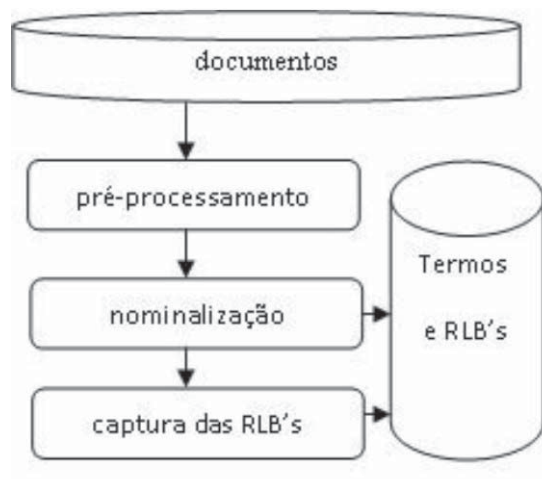 documentos
pré-processamento
nominalização
captura das RLB's
Termos
e RLB's